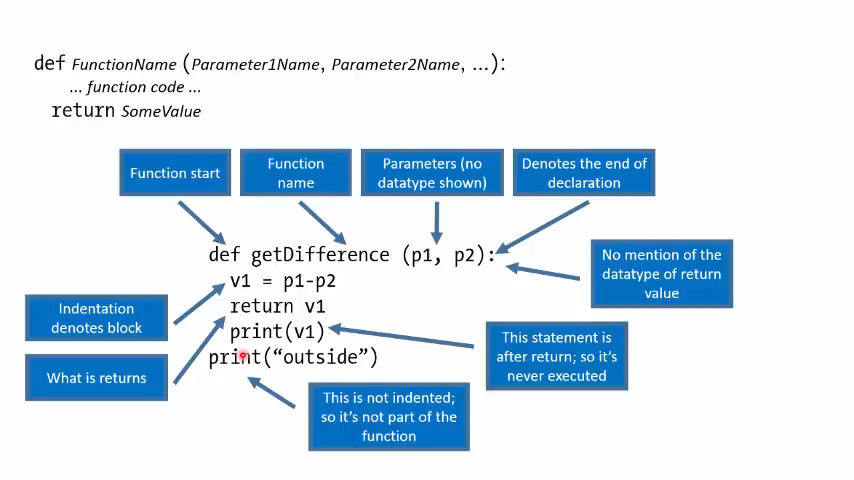 def FunctionName (Parameter1Name, Parameter2Name, ...):
... function code ...
return SomeValue
Function start
Function
name
Parameters (no
datatype shown)
Denotes the end of
declaration
def getDifference (p1, p2):
v1 = p1-p2
return v1
print(v1)
print(“outside”)
No mention of the
datatype of return
value
Indentation
denotes block
What is returns
This statement is
after return; so it’s
never executed
This is not indented;
so it’s not part of the
function